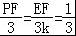 PF/3 = EF/3k = 1/3